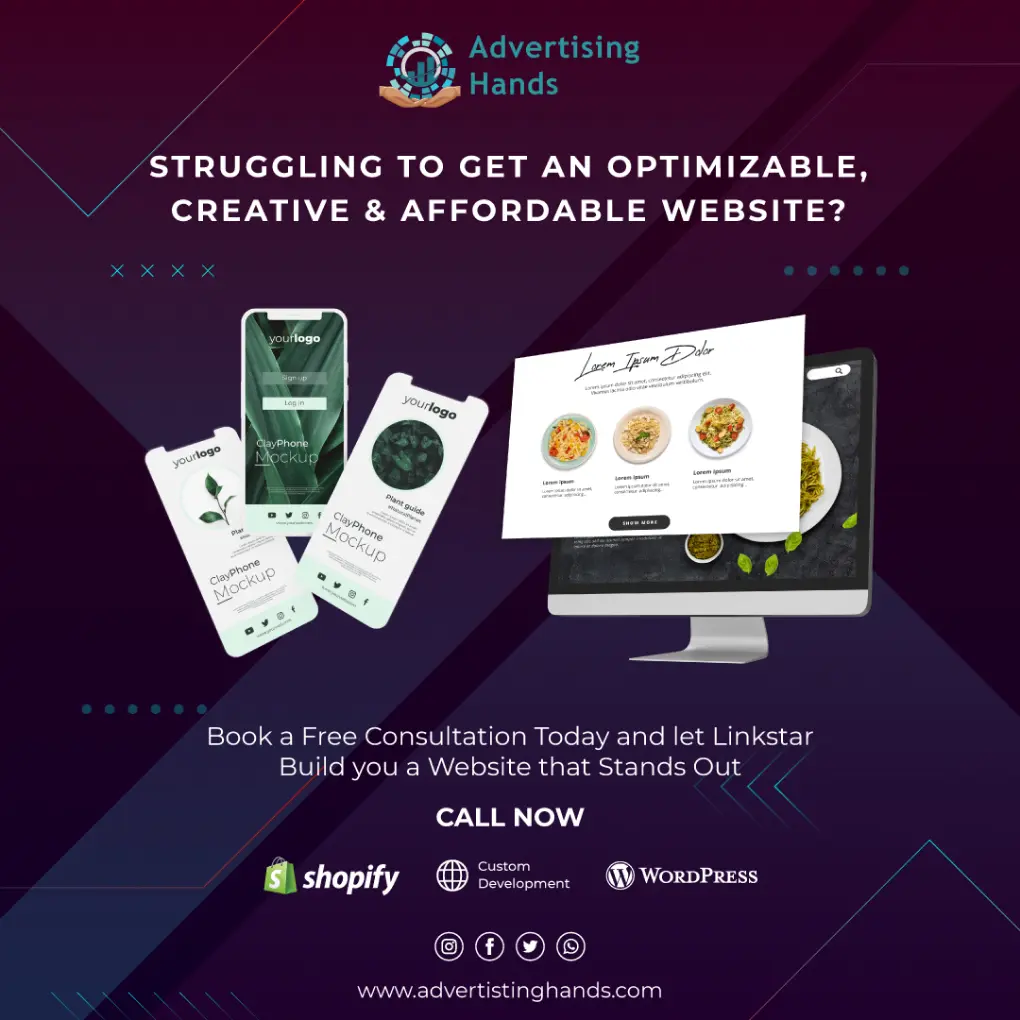 Advertising
Hands
STRUGGLING TO GET AN OPTIMIZABLE,
CREATIVE & AFFORDABLE WEBSITE?
yourlogo
Sign up
Log in
ClayPhone
Mockup
yourlogo
Plant guide
ClayPhone
Mockup
yourlogo
ClayPhone
Mockup
Lorem Ipsum Dolor
Lorem ipsum dolor sit amet, consectetur adipiscing elit.
Lorem Ipsum
Lorem Ipsum
Lorem Ipsum
SHOW MORE
Book a Free Consultation Today and let Linkstar
Build you a Website that Stands Out
CALL NOW
shopify
Custom
Development
WORDPRESS
www.advertistinghands.com